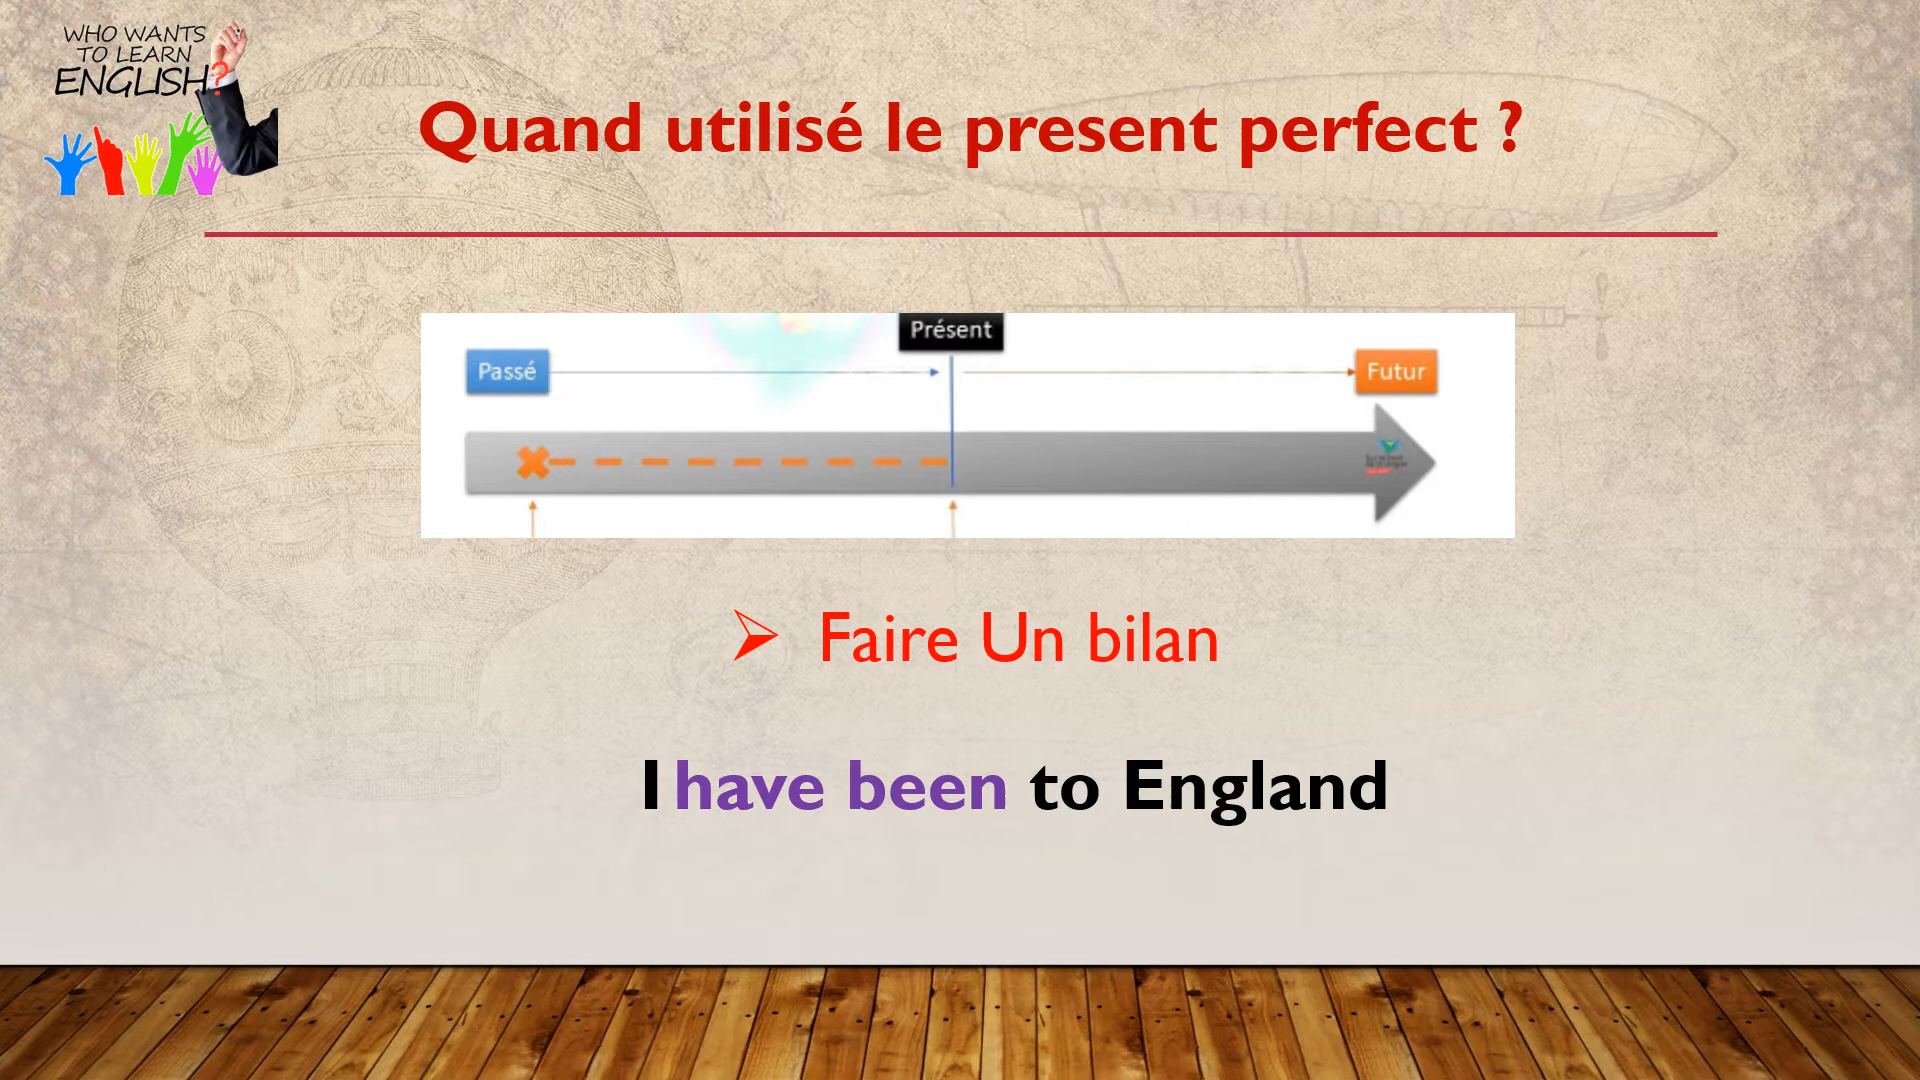 WHO WANTS
TO LEARN
ENGLISH?
Quand utilisé le present perfect ?
Présent
Passé
Futur
Faire Un bilan
I have been to England